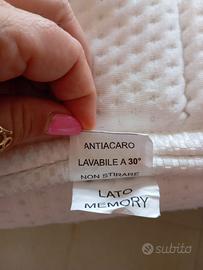 ANTIACARO
LAVABILE A 30°
NON STIRARE
LATO
MEMORY
subito